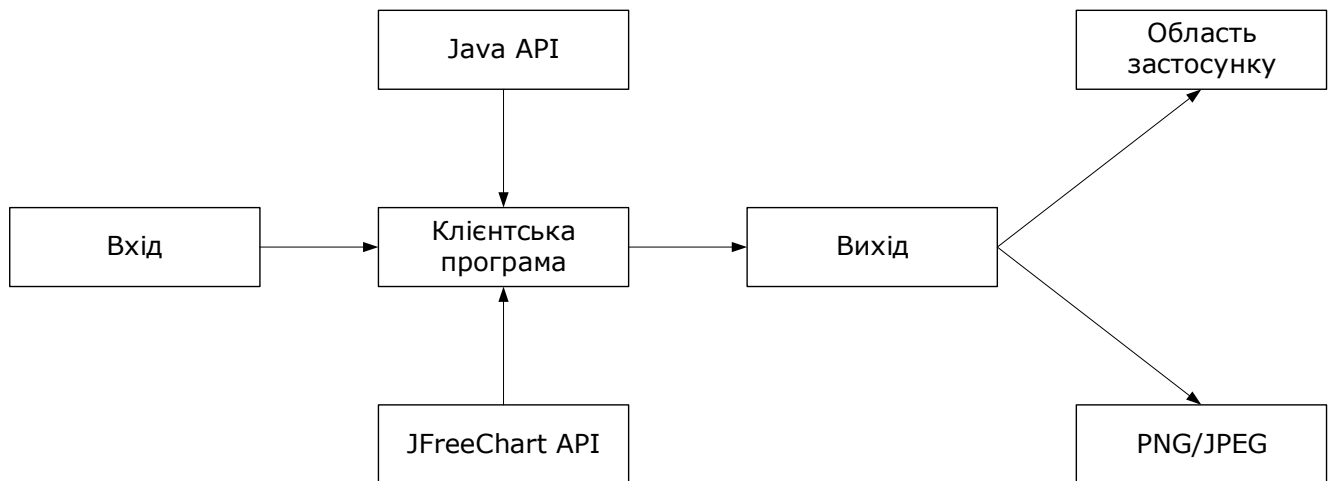 Java API
Область
застосунку
Вхід
Клієнтська
програма
Вихід
JFreeChart API
PNG/JPEG